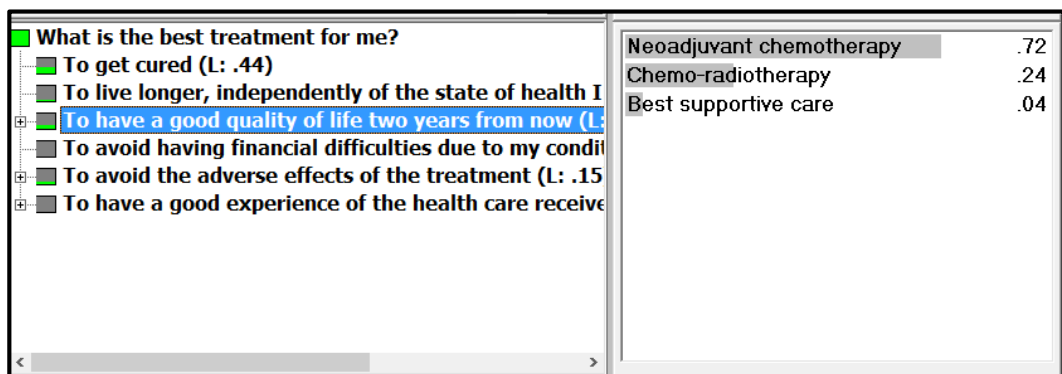 What is the best treatment for me?
To get cured (L: .44)
To live longer, independently of the state of health I
To have a good quality of life two years from now (L:
To avoid having financial difficulties due to my condit
To avoid the adverse effects of the treatment (L: .15
To have a good experience of the health care receive
Neoadjuvant chemotherapy .72
Chemo-radiotherapy .24
Best supportive care .04